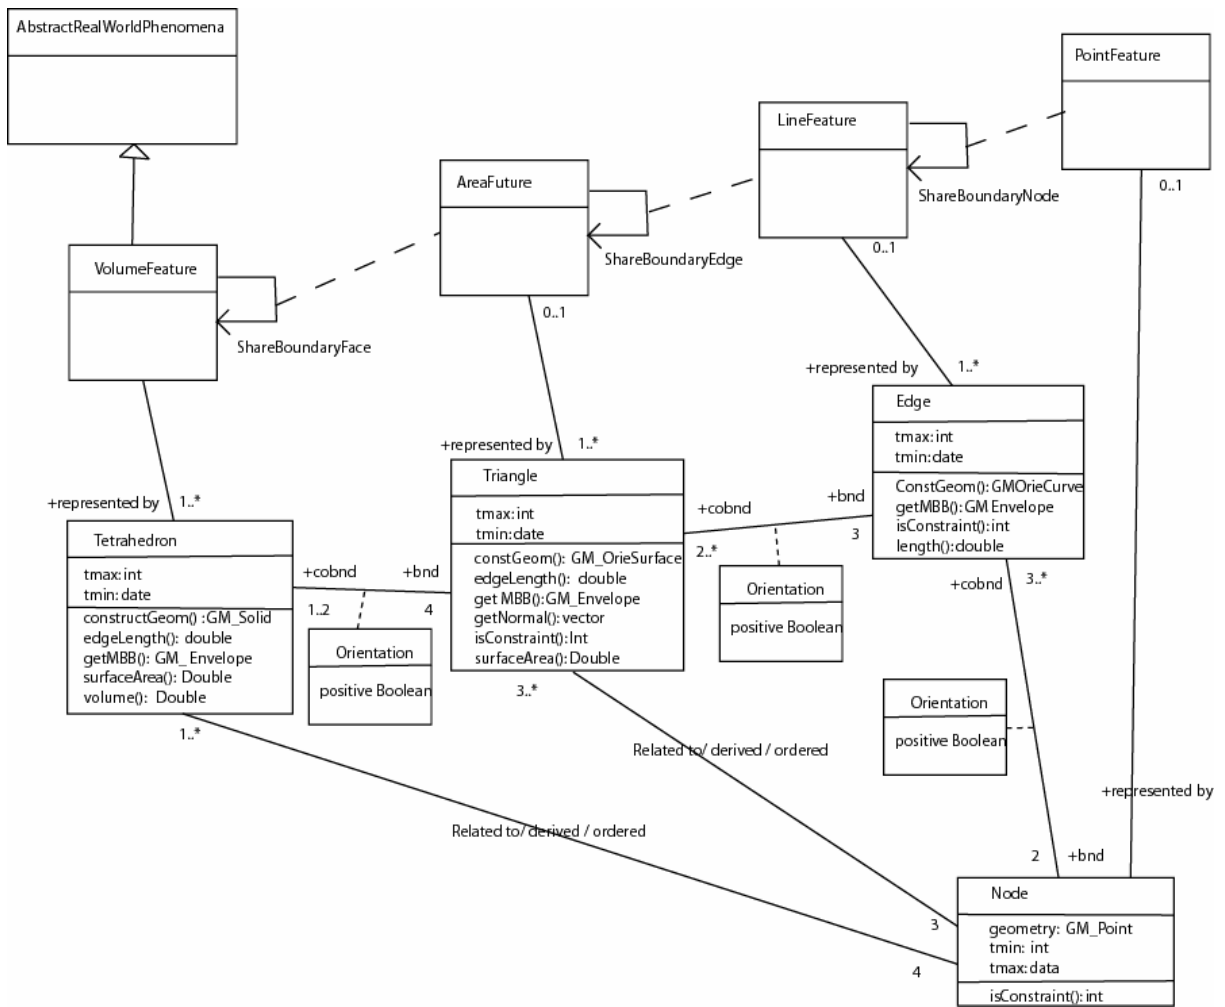 AbstractRealWorldPhenomena
PointFeature
LineFeature
AreaFuture
0..1
ShareBoundaryNode
0..1
ShareBoundaryEdge
VolumeFeature
0..1
ShareBoundaryFace
+represented by
1..*
Edge
tmax: int
tmin:date
ConstGeom(): GMOrieCurve
getMBB(): GM Envelope
isConstraint(): int
length():double
+represented by
1..*
Triangle
tmax: int
tmin:date
constGeom(): GM_OrieSurface
edgeLength(): double
get MBB():GM_Envelope
getNormal():vector
isConstraint():Int
surfaceArea():Double
+cobnd
+bnd
2..*
3
+represented by
1..*
Tetrahedron
tmax: int
tmin: date
constructGeom() :GM_Solid
edgeLength(): double
getMBB(): GM_ Envelope
surfaceArea(): Double
volume(): Double
+cobnd
+bnd
1..2
4
Orientation
positive Boolean
Orientation
positive Boolean
+cobnd
3..*
Orientation
positive Boolean
3..*
1..*
Related to/ derived / ordered
Related to/ derived / ordered
+represented by
2
+bnd
Node
geometry: GM_Point
tmin: int
tmax: data
isConstraint(): int
3
4